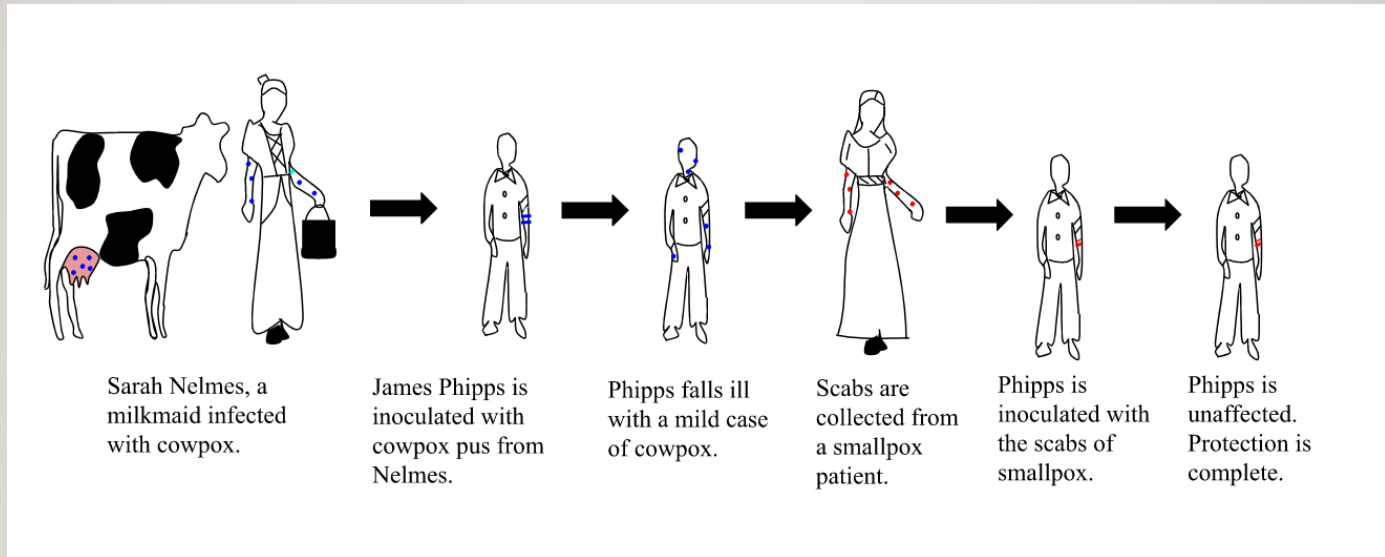 Sarah Nelmes, a
milkmaid infected
with cowpox.
James Phipps is
inoculated with
cowpox pus from
Nelmes.
Phipps falls ill
with a mild case
of cowpox.
Scabs are
collected from
a smallpox
patient.
Phipps is
inoculated with
the scabs of
smallpox.
Phipps is
unaffected.
Protection is
complete.